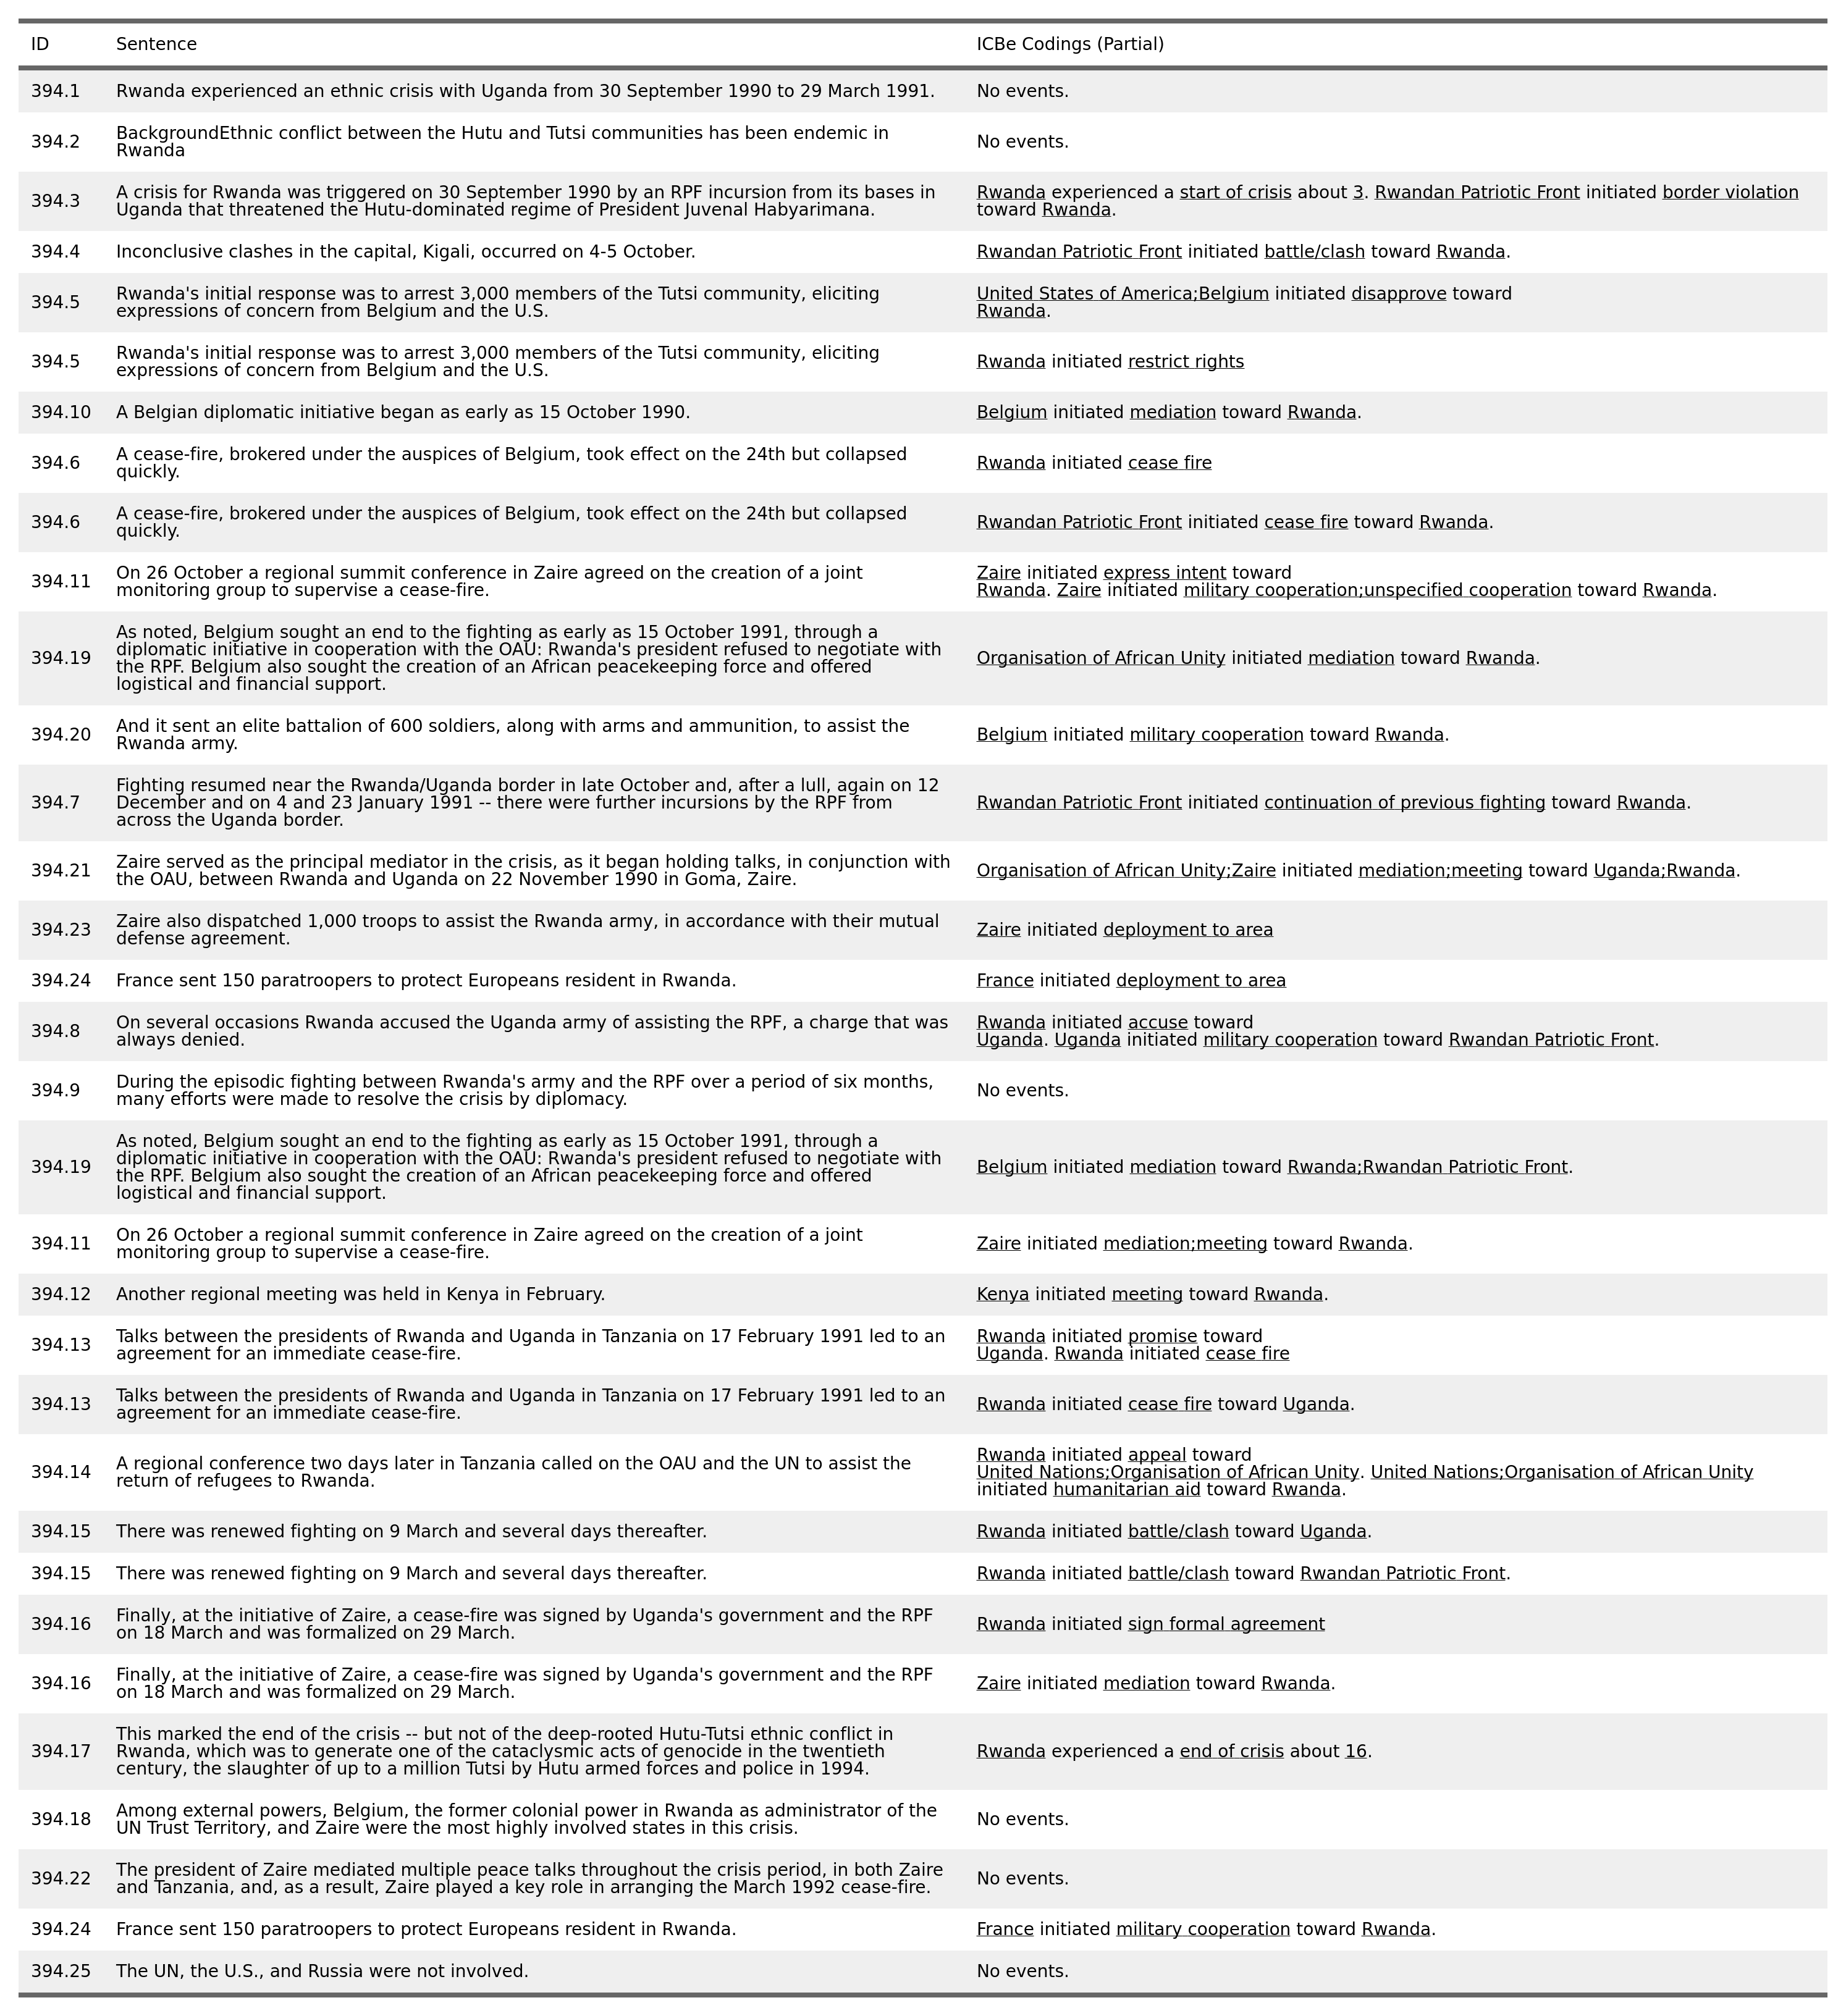 ID Sentence ICBe Codings (Partial)
394.1 Rwanda experienced an ethnic crisis with Uganda from 30 September 1990 to 29 March 1991. No events.
394.2 BackgroundEthnic conflict between the Hutu and Tutsi communities has been endemic in
Rwanda
No events.
394.3 A crisis for Rwanda was triggered on 30 September 1990 by an RPF incursion from its bases in
Uganda that threatened the Hutu-dominated regime of President Juvenal Habyarimana.
Rwanda experienced a start of crisis about 3. Rwandan Patriotic Front initiated border violation
toward Rwanda.
394.4 Inconclusive clashes in the capital, Kigali, occurred on 4-5 October. Rwandan Patriotic Front initiated battle/clash toward Rwanda.
394.5 Rwanda's initial response was to arrest 3,000 members of the Tutsi community, eliciting
expressions of concern from Belgium and the U.S.
United States of America;Belgium initiated disapprove toward
Rwanda.
394.5 Rwanda's initial response was to arrest 3,000 members of the Tutsi community, eliciting
expressions of concern from Belgium and the U.S.
Rwanda initiated restrict rights
394.10 A Belgian diplomatic initiative began as early as 15 October 1990. Belgium initiated mediation toward Rwanda.
394.6 A cease-fire, brokered under the auspices of Belgium, took effect on the 24th but collapsed
quickly.
Rwanda initiated cease fire
394.6 A cease-fire, brokered under the auspices of Belgium, took effect on the 24th but collapsed
quickly.
Rwandan Patriotic Front initiated cease fire toward Rwanda.
394.11 On 26 October a regional summit conference in Zaire agreed on the creation of a joint
monitoring group to supervise a cease-fire.
Zaire initiated express intent toward
Rwanda. Zaire initiated military cooperation;unspecified cooperation toward Rwanda.
394.19 As noted, Belgium sought an end to the fighting as early as 15 October 1991, through a
diplomatic initiative in cooperation with the OAU: Rwanda's president refused to negotiate with
the RPF. Belgium also sought the creation of an African peacekeeping force and offered
logistical and financial support.
Organisation of African Unity initiated mediation toward Rwanda.
394.20 And it sent an elite battalion of 600 soldiers, along with arms and ammunition, to assist the
Rwanda army.
Belgium initiated military cooperation toward Rwanda.
394.7 Fighting resumed near the Rwanda/Uganda border in late October and, after a lull, again on 12
December and on 4 and 23 January 1991 -- there were further incursions by the RPF from
across the Uganda border.
Rwandan Patriotic Front initiated continuation of previous fighting toward Rwanda.
394.21 Zaire served as the principal mediator in the crisis, as it began holding talks, in conjunction with
the OAU, between Rwanda and Uganda on 22 November 1990 in Goma, Zaire.
Organisation of African Unity;Zaire initiated mediation;meeting toward Uganda;Rwanda.
394.23 Zaire also dispatched 1,000 troops to assist the Rwanda army, in accordance with their mutual
defense agreement.
Zaire initiated deployment to area
394.24 France sent 150 paratroopers to protect Europeans resident in Rwanda. France initiated deployment to area
394.8 On several occasions Rwanda accused the Uganda army of assisting the RPF, a charge that was
always denied.
Rwanda initiated accuse toward
Uganda. Uganda initiated military cooperation toward Rwandan Patriotic Front.
394.9 During the episodic fighting between Rwanda's army and the RPF over a period of six months,
many efforts were made to resolve the crisis by diplomacy.
No events.
394.19 As noted, Belgium sought an end to the fighting as early as 15 October 1991, through a
diplomatic initiative in cooperation with the OAU: Rwanda's president refused to negotiate with
the RPF. Belgium also sought the creation of an African peacekeeping force and offered
logistical and financial support.
Belgium initiated mediation toward Rwanda;Rwandan Patriotic Front.
394.11 On 26 October a regional summit conference in Zaire agreed on the creation of a joint
monitoring group to supervise a cease-fire.
Zaire initiated mediation;meeting toward Rwanda.
394.12 Another regional meeting was held in Kenya in February. Kenya initiated meeting toward Rwanda.
394.13 Talks between the presidents of Rwanda and Uganda in Tanzania on 17 February 1991 led to an
agreement for an immediate cease-fire.
Rwanda initiated promise toward
Uganda. Rwanda initiated cease fire
394.13 Talks between the presidents of Rwanda and Uganda in Tanzania on 17 February 1991 led to an
agreement for an immediate cease-fire.
Rwanda initiated cease fire toward Uganda.
394.14 A regional conference two days later in Tanzania called on the OAU and the UN to assist the
return of refugees to Rwanda.
Rwanda initiated appeal toward
United Nations;Organisation of African Unity. United Nations;Organisation of African Unity
initiated humanitarian aid toward Rwanda.
394.15 There was renewed fighting on 9 March and several days thereafter. Rwanda initiated battle/clash toward Uganda.
394.15 There was renewed fighting on 9 March and several days thereafter. Rwanda initiated battle/clash toward Rwandan Patriotic Front.
394.16 Finally, at the initiative of Zaire, a cease-fire was signed by Uganda's government and the RPF
on 18 March and was formalized on 29 March.
Rwanda initiated sign formal agreement
394.16 Finally, at the initiative of Zaire, a cease-fire was signed by Uganda's government and the RPF
on 18 March and was formalized on 29 March.
Zaire initiated mediation toward Rwanda.
394.17 This marked the end of the crisis -- but not of the deep-rooted Hutu-Tutsi ethnic conflict in
Rwanda, which was to generate one of the cataclysmic acts of genocide in the twentieth
century, the slaughter of up to a million Tutsi by Hutu armed forces and police in 1994.
Rwanda experienced a end of crisis about 16.
394.18 Among external powers, Belgium, the former colonial power in Rwanda as administrator of the
UN Trust Territory, and Zaire were the most highly involved states in this crisis.
No events.
394.22 The president of Zaire mediated multiple peace talks throughout the crisis period, in both Zaire
and Tanzania, and, as a result, Zaire played a key role in arranging the March 1992 cease-fire.
No events.
394.24 France sent 150 paratroopers to protect Europeans resident in Rwanda. France initiated military cooperation toward Rwanda.
394.25 The UN, the U.S., and Russia were not involved. No events.